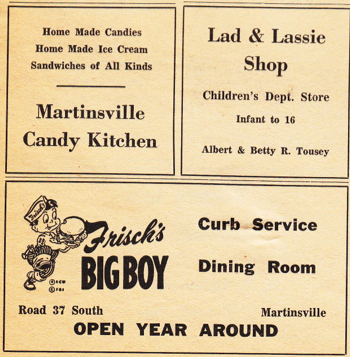 Home Made Candies
Home Made Ice Cream
Sandwiches of All Kinds
Martinsville
Candy Kitchen
Lad & Lassie
Shop
Children's Dept. Store
Infant to 16
Albert & Betty R. Tousey
Frisch's
BIG BOY
Curb Service
Dining Room
Road 37 South
Martinsville
OPEN YEAR AROUND